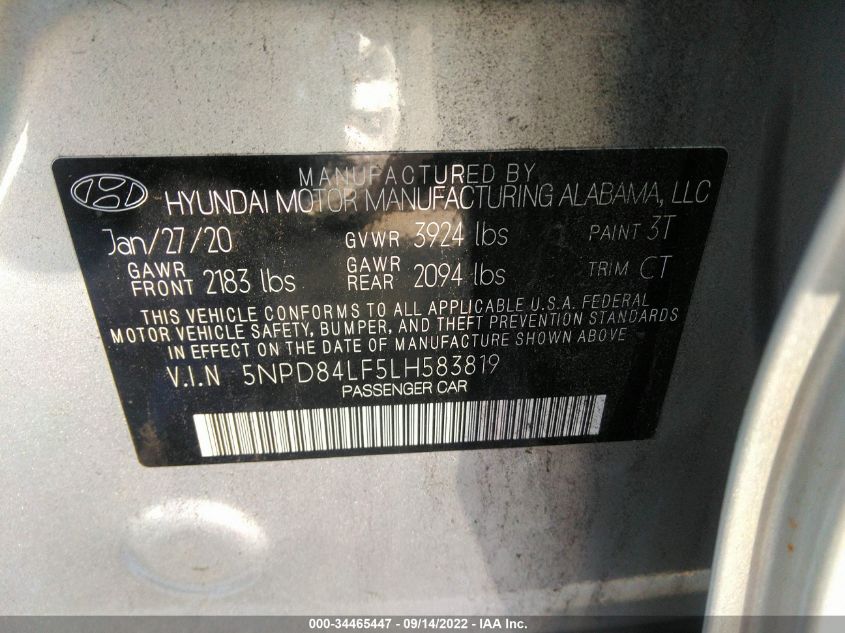 MANUFACTURED BY
HYUNDAI MOTOR MANUFACTURING ALABAMA, LLC
Jan/27/20 GVWR 3924 lbs PAINT 3T
GAWR FRONT 2183 lbs GAWR REAR 2094 lbs TRIM CT
THIS VEHICLE CONFORMS TO ALL APPLICABLE U.S.A. FEDERAL
MOTOR VEHICLE SAFETY, BUMPER, AND THEFT PREVENTION STANDARDS
IN EFFECT ON THE DATE OF MANUFACTURE SHOWN ABOVE
V.I.N 5NPD84LF5LH583819
PASSENGER CAR
000-34465447 - 09/14/2022 - IAA Inc.